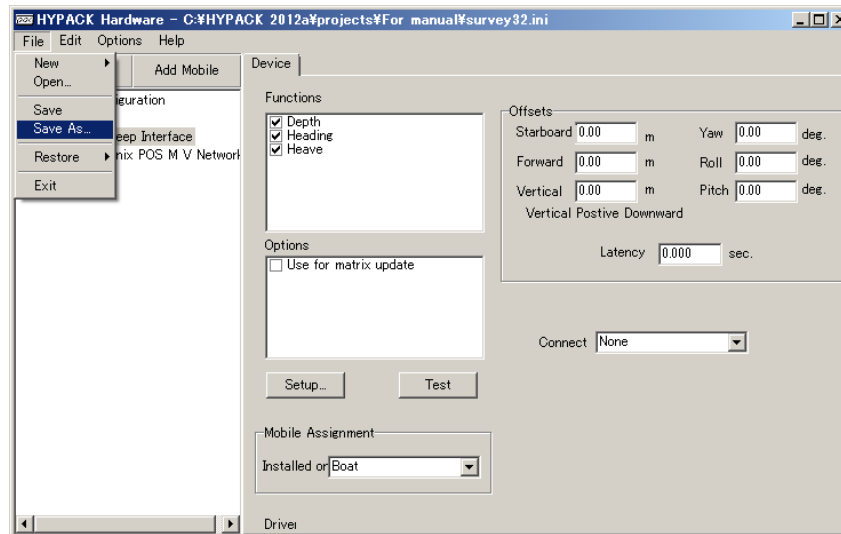 HYPACK Hardware - C:¥HYPACK 2012a¥projects¥For manual¥survey32.ini
File Edit Options Help
New
Open...
Save
Save As...
Restore
Exit
Add Mobile
iguration
eep Interface
nix POS M V Network
Device
Functions
Depth
Heading
Heave
Options
Use for matrix update
Setup...
Test
Mobile Assignment
Installed or Boat
Driver
Offsets
Starboard 0.00 m Yaw 0.00 deg.
Forward 0.00 m Roll 0.00 deg.
Vertical 0.00 m Pitch 0.00 deg.
Vertical Postive Downward
Latency 0.000 sec.
Connect None